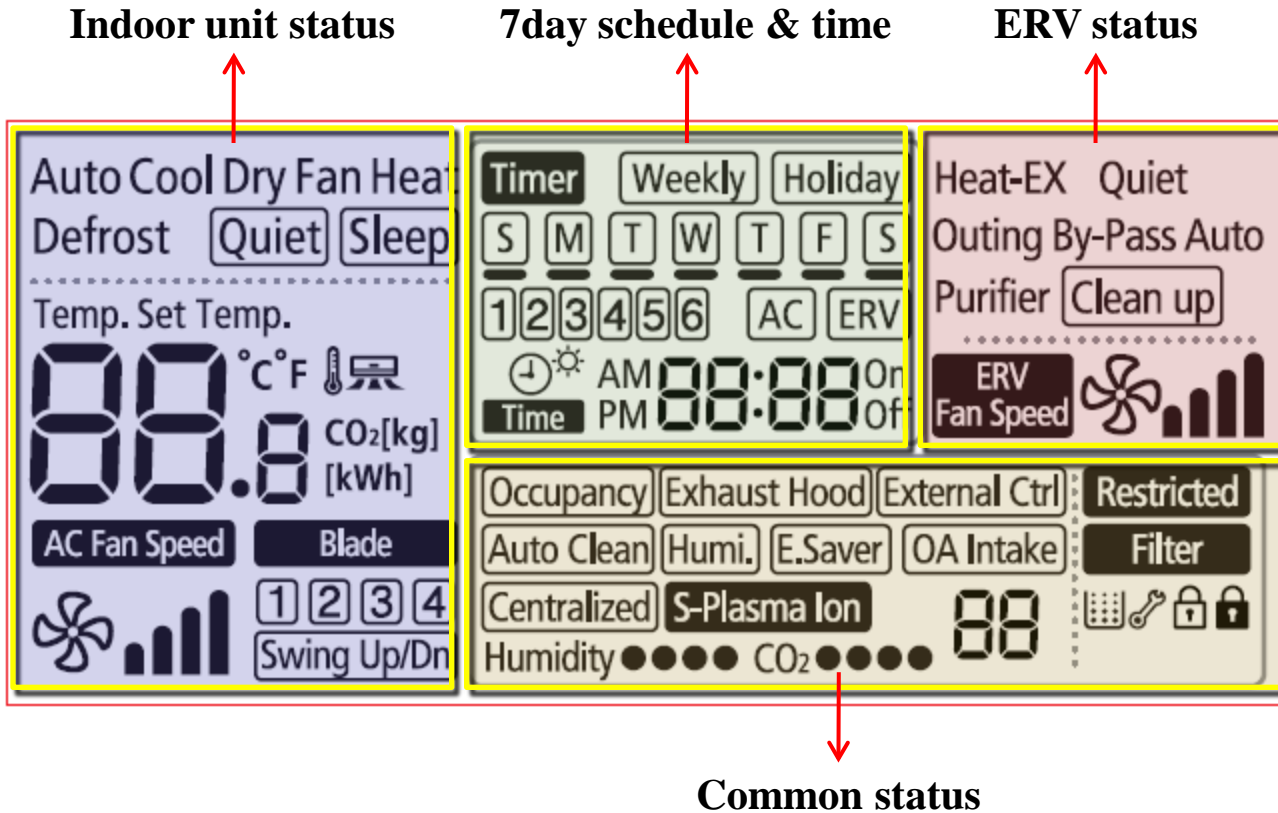 Indoor unit status
7day schedule & time
ERV status
Auto Cool Dry Fan Heat
Defrost Quiet Sleep
Temp. Set Temp.
88.8 °C °F
CO2[kg]
[kWh]
AC Fan Speed Blade
1 2 3 4
Swing Up/Dn
Timer Weekly Holiday
S M T W T F S
1 2 3 4 5 6 AC ERV
AM 88:88 On
Time PM Off
Heat-EX Quiet
Outing By-Pass Auto
Purifier Clean up
ERV
Fan Speed
Occupancy Exhaust Hood External Ctrl Restricted
Auto Clean Humi. E.Saver OA Intake Filter
Centralized S-Plasma Ion 88
Humidity CO2
Common status